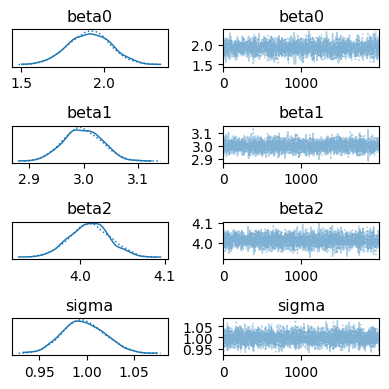 beta0 beta0
2.0
1.5
1.5 2.0 0 1000
beta1 beta1
3.1
3.0
2.9
2.9 3.0 3.1 0 1000
beta2 beta2
4.1
4.0
4.0 4.1 0 1000
sigma sigma
1.05
1.00
0.95
0.95 1.00 1.05 0 1000